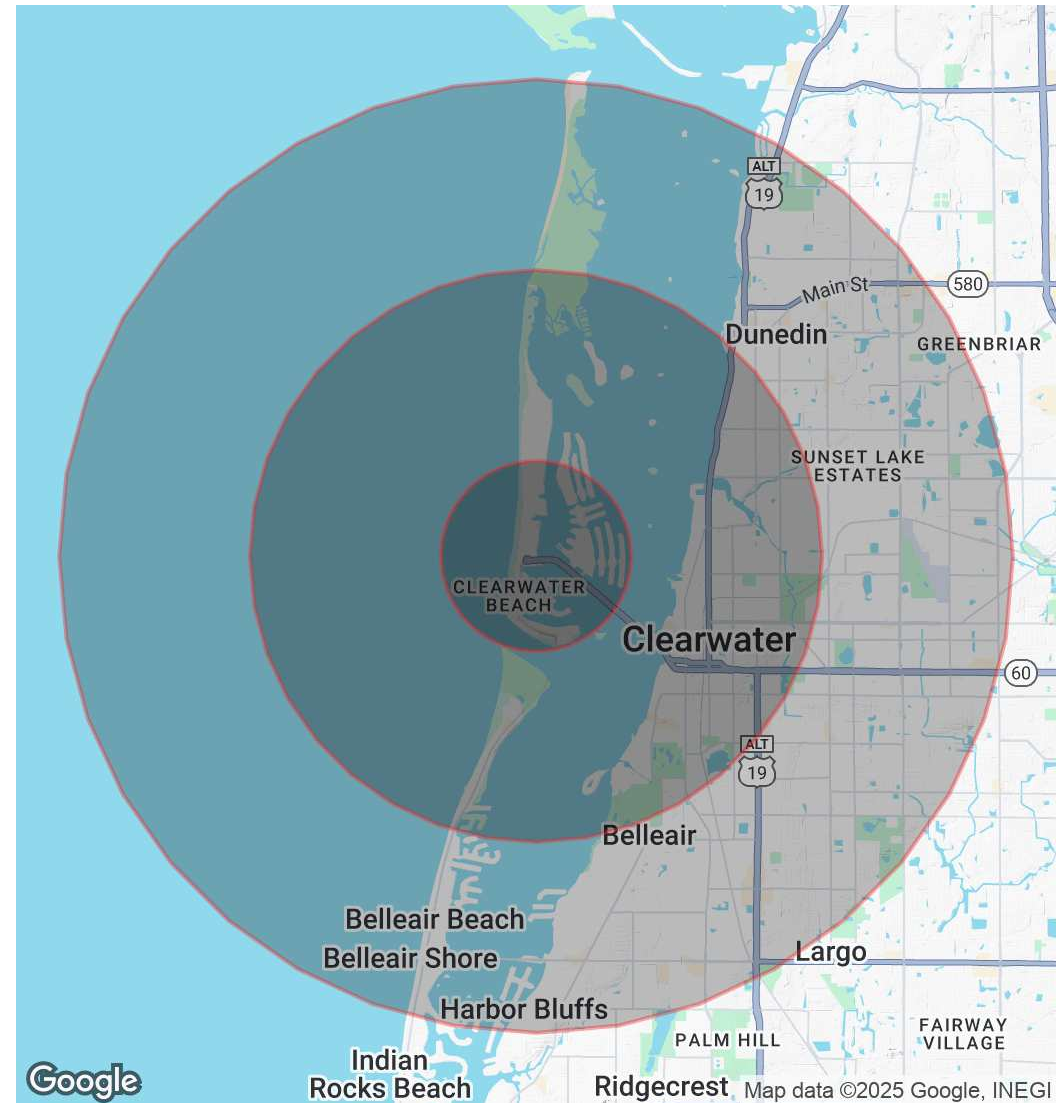 ALT
19
580
Main St
Dunedin
GREENBRIAR
SUNSET LAKE
ESTATES
CLEARWATER
BEACH
Clearwater
60
ALT
19
Belleair
Belleair Beach
Largo
Belleair Shore
Harbor Bluffs
FAIRWAY
VILLAGE
PALM HILL
Indian
Rocks Beach
Ridgecrest
Google
Map data ©2025 Google, INEGI